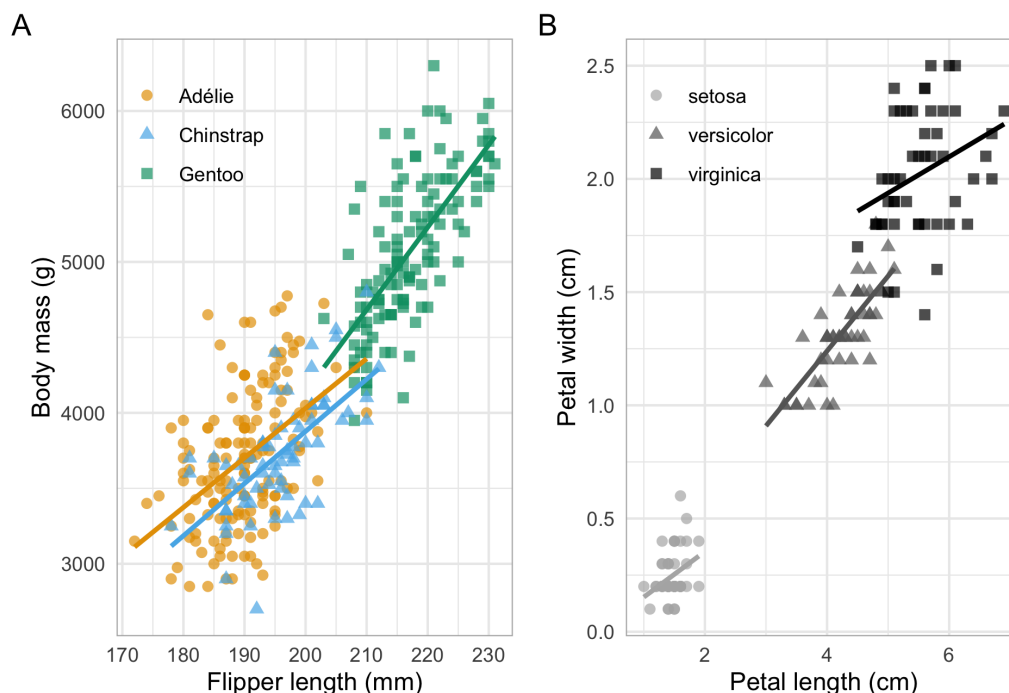 A
Adélie
Chinstrap
Gentoo
6000
5000
4000
3000
Body mass (g)
170 180 190 200 210 220 230
Flipper length (mm)
B
setosa
versicolor
virginica
2.5
2.0
1.5
1.0
0.5
0.0
Petal width (cm)
2 4 6
Petal length (cm)